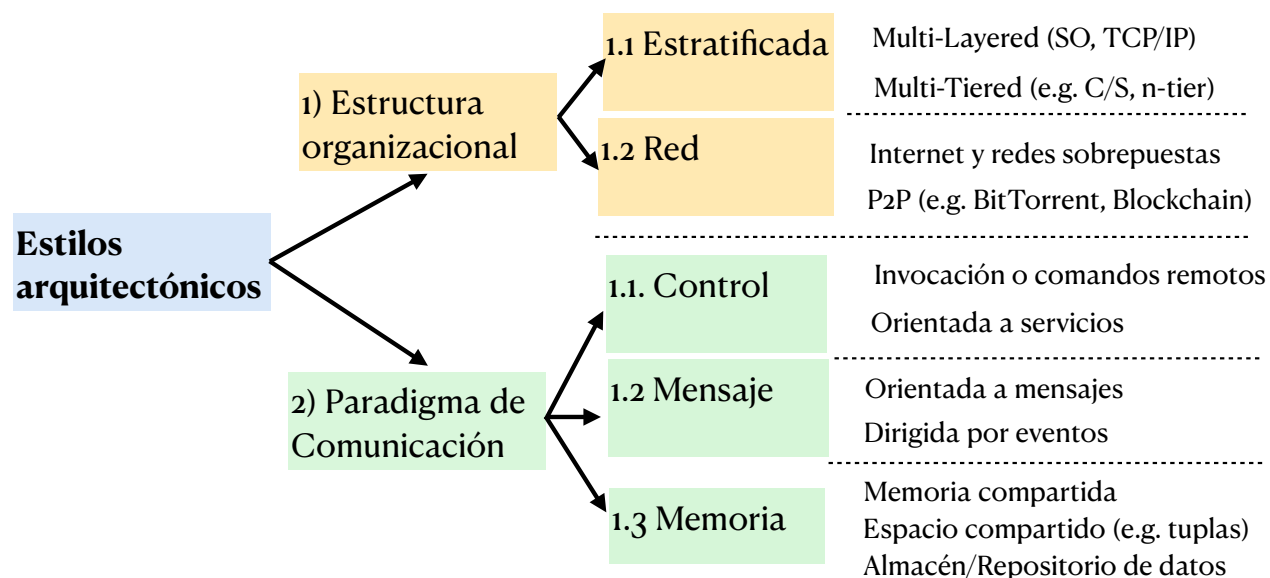 Estilos
arquitectónicos
1) Estructura
organizacional
1.1 Estratificada
Multi-Layered (SO, TCP/IP)
Multi-Tiered (e.g. C/S, n-tier)
1.2 Red
Internet y redes sobrepuestas
P2P (e.g. BitTorrent, Blockchain)
2) Paradigma de
Comunicación
1.1. Control
Invocación o comandos remotos
Orientada a servicios
1.2 Mensaje
Orientada a mensajes
Dirigida por eventos
1.3 Memoria
Memoria compartida
Espacio compartido (e.g. tuplas)
Almacén/Repositorio de datos